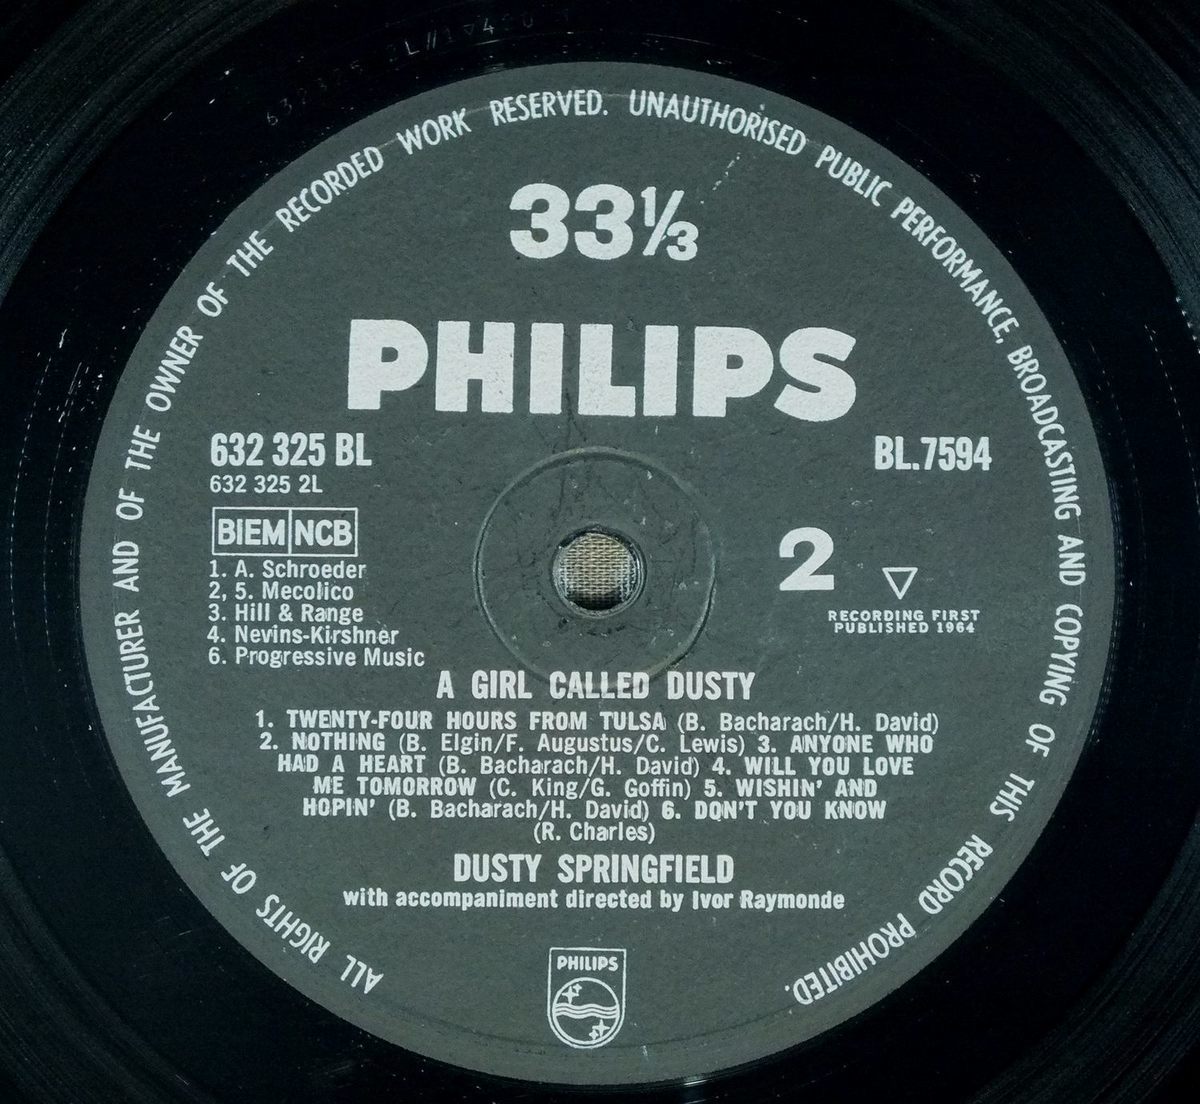 ALL RIGHTS OF THE MANUFACTURER AND OF THE OWNER OF THE RECORDED WORK RESERVED. UNAUTHORISED PUBLIC PERFORMANCE, BROADCASTING AND COPYING OF THIS RECORD PROHIBITED.
33⅓
PHILIPS
632 325 BL
632 325 2L
BL.7594
BIEM NCB
2
1. A. Schroeder
2, 5. Mecolico
3. Hill & Range
4. Nevins-Kirshner
6. Progressive Music
RECORDING FIRST
PUBLISHED 1964
A GIRL CALLED DUSTY
1. TWENTY-FOUR HOURS FROM TULSA (B. Bacharach/H. David)
2. NOTHING (B. Elgin/F. Augustus/C. Lewis) 3. ANYONE WHO
HAD A HEART (B. Bacharach/H. David) 4. WILL YOU LOVE
ME TOMORROW (C. King/G. Goffin) 5. WISHIN' AND
HOPIN' (B. Bacharach/H. David) 6. DON'T YOU KNOW
(R. Charles)
DUSTY SPRINGFIELD
with accompaniment directed by Ivor Raymonde
PHILIPS